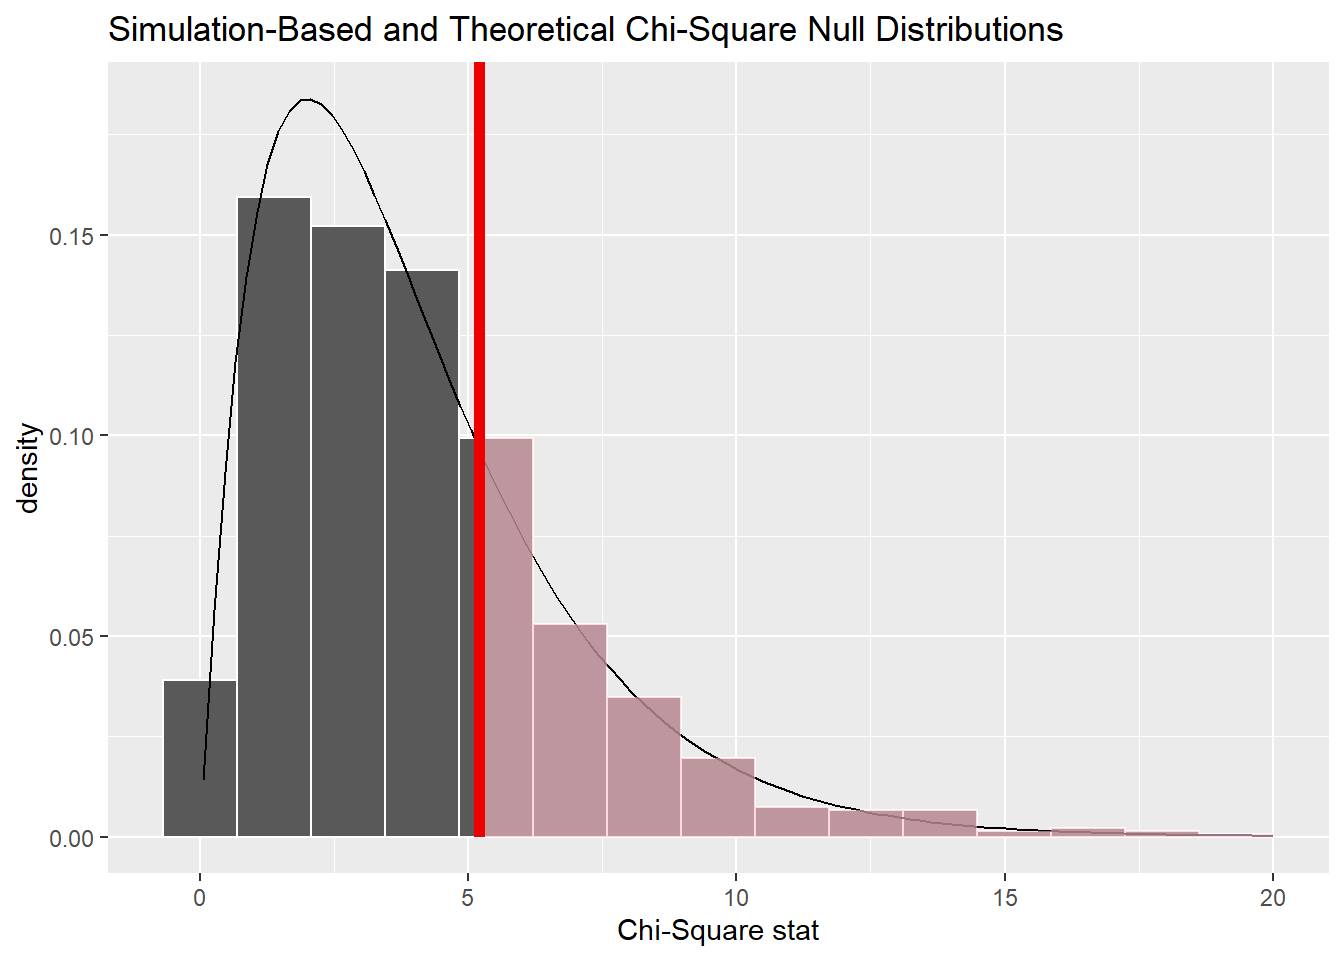 Simulation-Based and Theoretical Chi-Square Null Distributions
density
0.15
0.10
0.05
0.00
0 5 10 15 20
Chi-Square stat